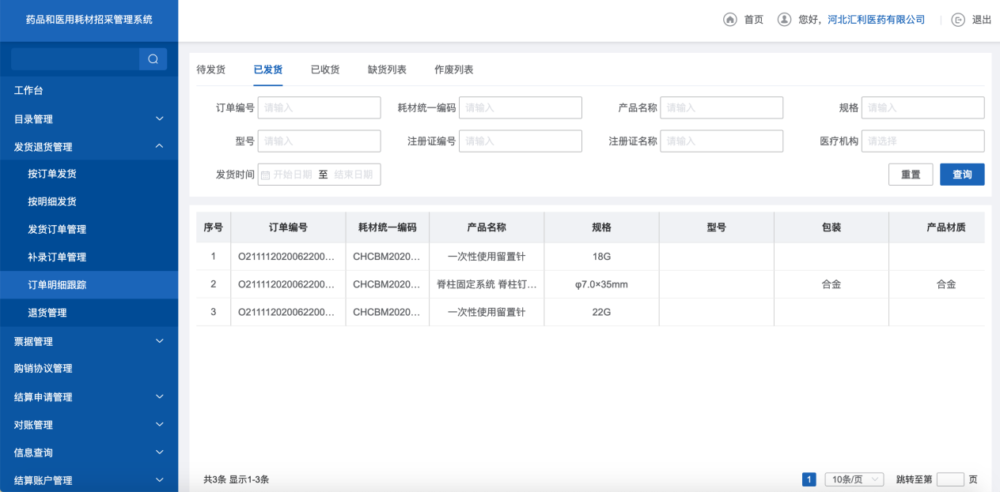 药品和医用耗材招采管理系统
首页 您好, 河北汇利医药有限公司 退出
工作台
目录管理
发货退货管理
按订单发货
按明细发货
发货订单管理
补录订单管理
订单明细跟踪
退货管理
票据管理
购销协议管理
结算申请管理
对账管理
信息查询
结算账户管理
待发货 已发货 已收货 缺货列表 作废列表
订单编号 请输入 耗材统一编码 请输入 产品名称 请输入 规格 请输入
型号 请输入 注册证编号 请输入 注册证名称 请输入 医疗机构 请选择
发货时间 开始日期 至 结束日期 重置 查询
序号 订单编号 耗材统一编码 产品名称 规格 型号 包装 产品材质
1 O211112020062200... CHCBM2020... 一次性使用留置针 18G
2 O211112020062200... CHCBM2020... 脊柱固定系统 脊柱钉... φ7.0×35mm 合金 合金
3 O211112020062200... CHCBM2020... 一次性使用留置针 22G
共3条 显示1-3条 1 10条/页 跳转至第 页